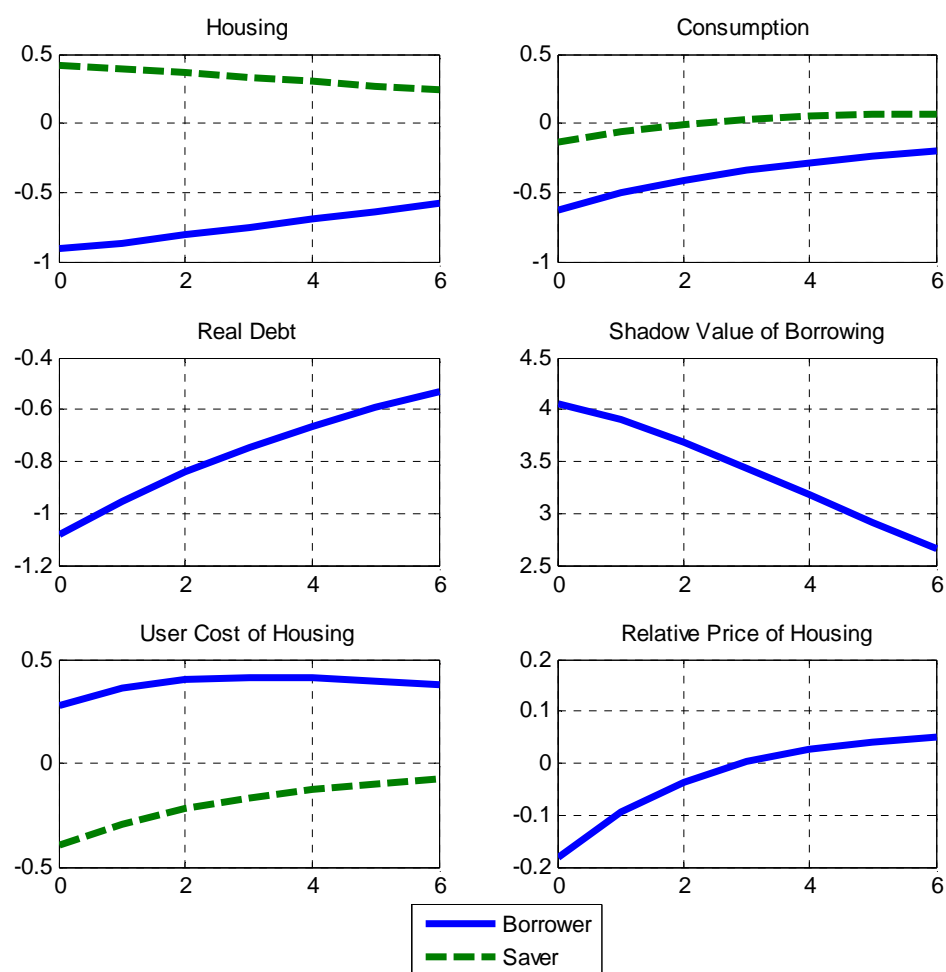 Housing
Consumption
0.5
0
-0.5
-1
0 2 4 6
0.5
0
-0.5
-1
0 2 4 6
Real Debt
Shadow Value of Borrowing
-0.4
-0.6
-0.8
-1
-1.2
0 2 4 6
4.5
4
3.5
3
2.5
0 2 4 6
User Cost of Housing
Relative Price of Housing
0.5
0
-0.5
0 2 4 6
0.2
0.1
0
-0.1
-0.2
0 2 4 6
Borrower
Saver